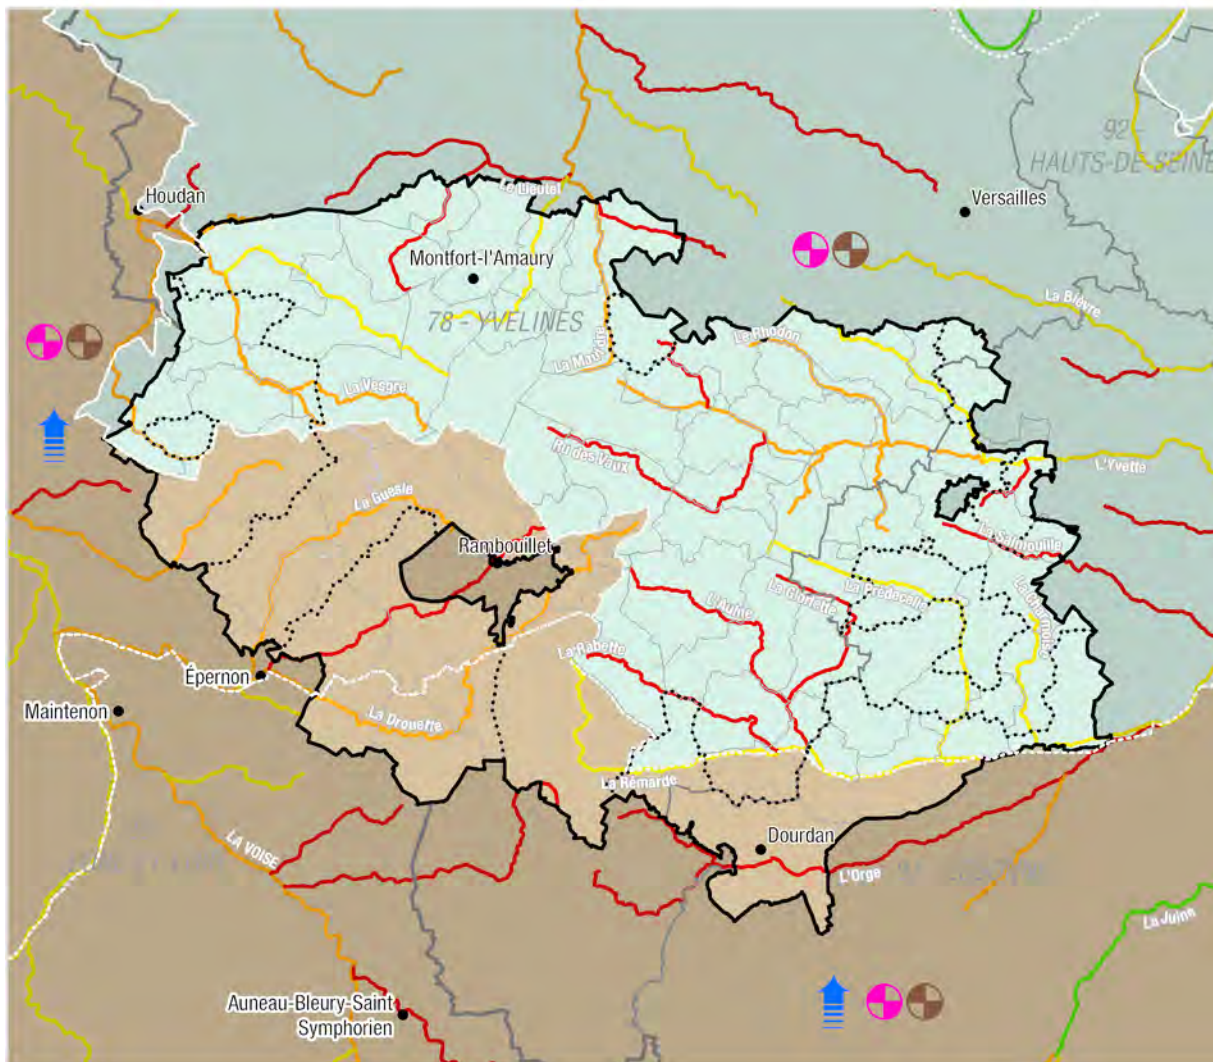 92 -
HAUTS-DE-SEINE
Houdan
Le Lieutel
Versailles
Montfort-l'Amaury
La Bièvre
78 - YVELINES
Le Rhodon
La Mauldre
La Vesgre
Ru des Vaux
L'Yvette
La Guesle
Rambouillet
La Salmouille
L'Aulne
La Gloriette
La Prédecelle
La Charmoise
La Rabette
Épernon
Maintenon
La Drouette
La Rémarde
Dourdan
LA VOISE
L'Orge
La Juine
Auneau-Bleury-Saint
Symphorien